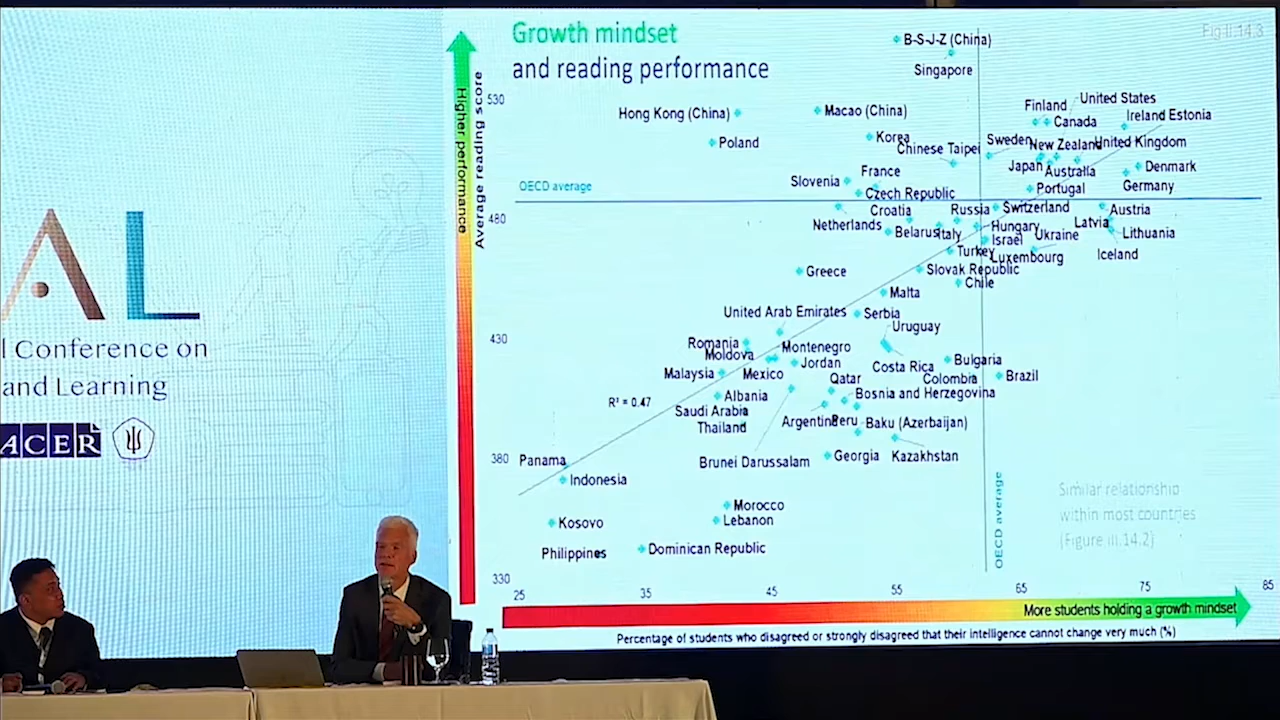 AL
l Conference on
and Learning
ACER
Growth mindset
and reading performance
Fig II.14.3
Higher performance
Average reading score
530
480
430
380
330
B-S-J-Z (China)
Singapore
Hong Kong (China)
Macao (China)
Finland
United States
Canada
Ireland Estonia
Poland
Korea
Chinese Taipei
Sweden
New Zealand
United Kingdom
Japan
Australia
Denmark
Slovenia
France
Germany
OECD average
Czech Republic
Portugal
Netherlands
Croatia
Russia
Switzerland
Austria
Belarus
Italy
Hungary
Latvia
Lithuania
Israel
Ukraine
Turkey
Luxembourg
Iceland
Greece
Slovak Republic
Chile
Malta
United Arab Emirates
Serbia
Uruguay
Romania
Moldova
Montenegro
Malaysia
Mexico
Jordan
Costa Rica
Bulgaria
Qatar
Colombia
Brazil
R² = 0.47
Albania
Bosnia and Herzegovina
Saudi Arabia
Thailand
Argentina
Peru
Baku (Azerbaijan)
Panama
Brunei Darussalam
Georgia
Kazakhstan
Indonesia
Morocco
Lebanon
Kosovo
Philippines
Dominican Republic
OECD average
Similar relationship
within most countries
(Figure III.14.2)
25
35
45
55
65
75
85
More students holding a growth mindset
Percentage of students who disagreed or strongly disagreed that their intelligence cannot change very much (%)